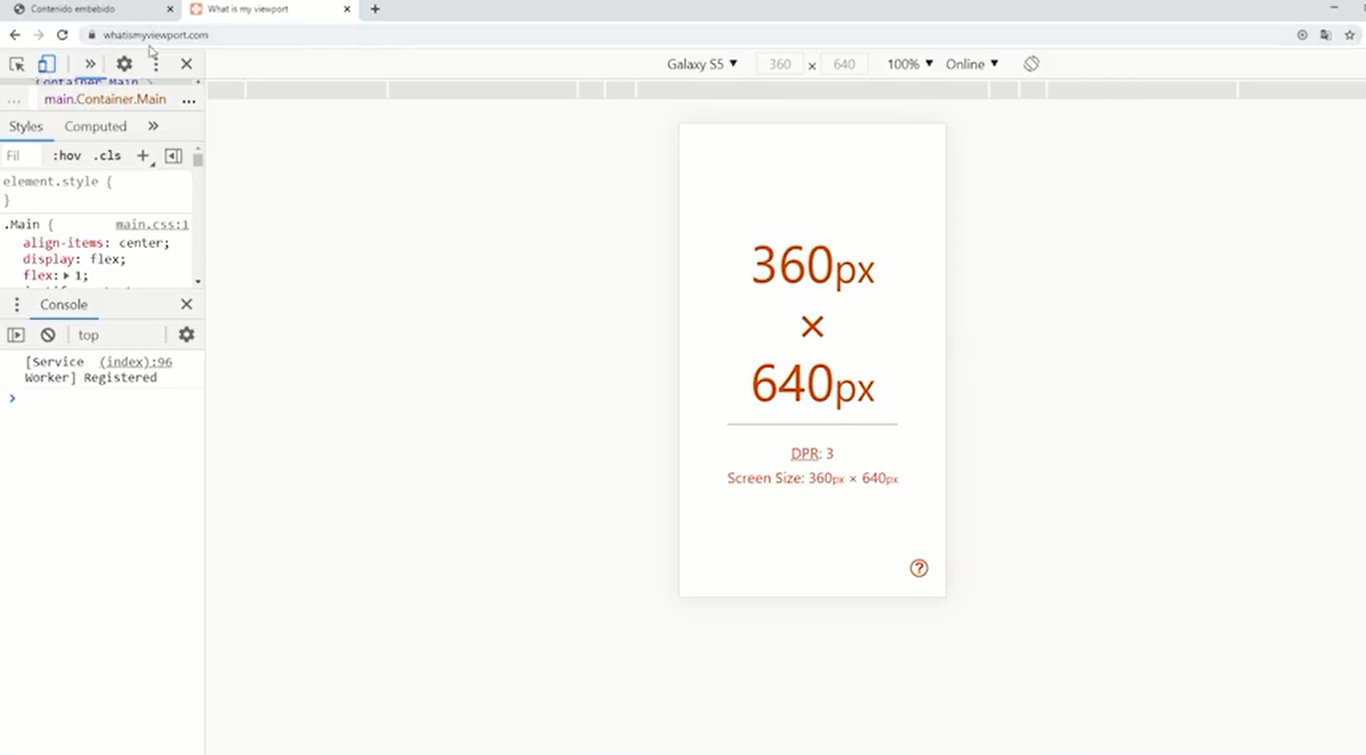 Contenido embebido
What is my viewport
whatismyviewport.com
Galaxy S5 360 x 640 100% Online
... main.Container.Main ...
Styles Computed
Fil :hov .cls
element.style {
}
.Main { main.css:1
align-items: center;
display: flex;
flex: 1;
Console
top
[Service (index):96
Worker] Registered
360px
×
640px
DPR: 3
Screen Size: 360px × 640px
?